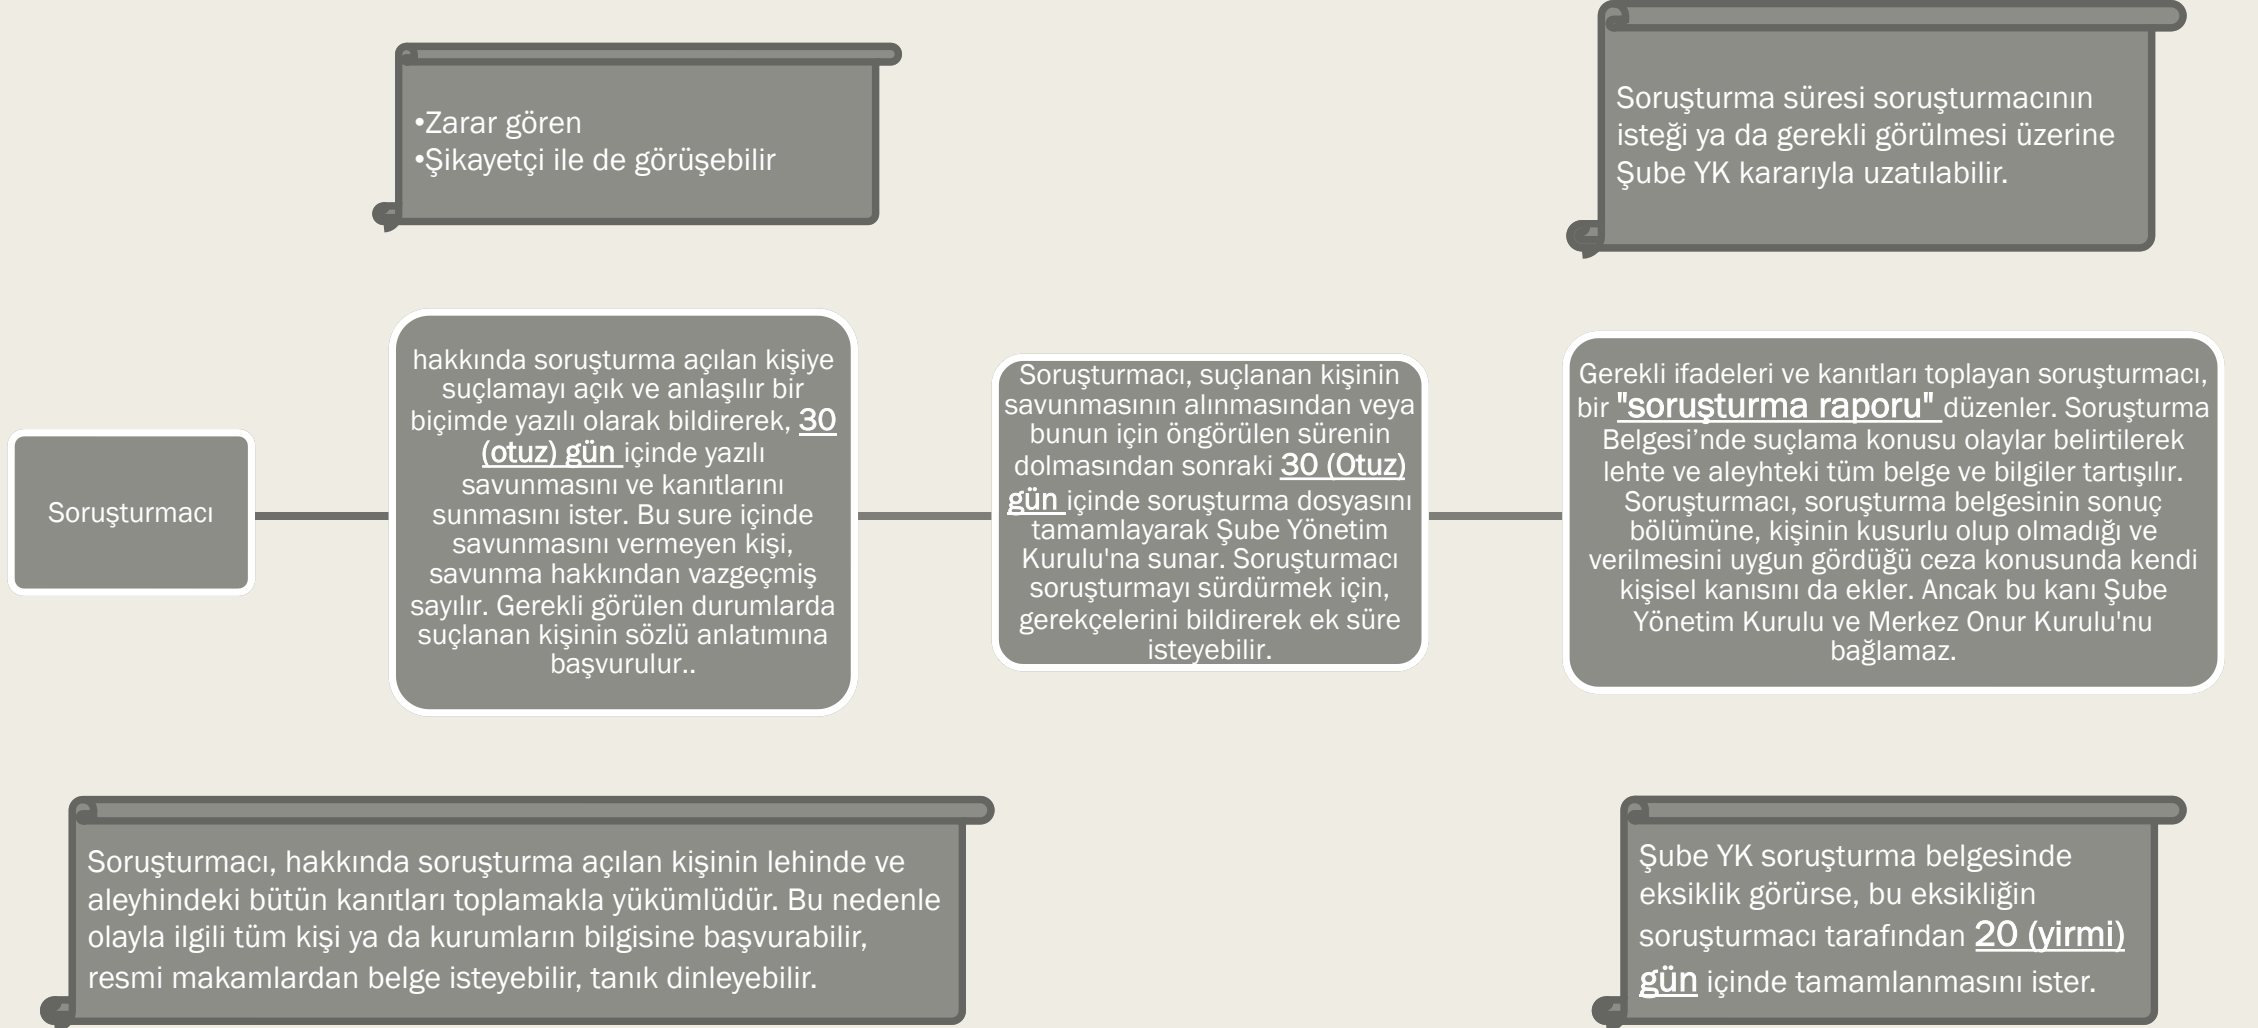 •Zarar gören
•Şikayetçi ile de görüşebilir
Soruşturma süresi soruşturmacının
isteği ya da gerekli görülmesi üzerine
Şube YK kararıyla uzatılabilir.
Soruşturmacı
hakkında soruşturma açılan kişiye
suçlamayı açık ve anlaşılır bir
biçimde yazılı olarak bildirerek, 30
(otuz) gün içinde yazılı
savunmasını ve kanıtlarını
sunmasını ister. Bu sure içinde
savunmasını vermeyen kişi,
savunma hakkından vazgeçmiş
sayılır. Gerekli görülen durumlarda
suçlanan kişinin sözlü anlatımına
başvurulur..
Soruşturmacı, suçlanan kişinin
savunmasının alınmasından veya
bunun için öngörülen sürenin
dolmasından sonraki 30 (Otuz)
gün içinde soruşturma dosyasını
tamamlayarak Şube Yönetim
Kurulu'na sunar. Soruşturmacı
soruşturmayı sürdürmek için,
gerekçelerini bildirerek ek süre
isteyebilir.
Gerekli ifadeleri ve kanıtları toplayan soruşturmacı,
bir "soruşturma raporu" düzenler. Soruşturma
Belgesi’nde suçlama konusu olaylar belirtilerek
lehte ve aleyhteki tüm belge ve bilgiler tartışılır.
Soruşturmacı, soruşturma belgesinin sonuç
bölümüne, kişinin kusurlu olup olmadığı ve
verilmesini uygun gördüğü ceza konusunda kendi
kişisel kanısını da ekler. Ancak bu kanı Şube
Yönetim Kurulu ve Merkez Onur Kurulu'nu
bağlamaz.
Soruşturmacı, hakkında soruşturma açılan kişinin lehinde ve
aleyhindeki bütün kanıtları toplamakla yükümlüdür. Bu nedenle
olayla ilgili tüm kişi ya da kurumların bilgisine başvurabilir,
resmi makamlardan belge isteyebilir, tanık dinleyebilir.
Şube YK soruşturma belgesinde
eksiklik görürse, bu eksikliğin
soruşturmacı tarafından 20 (yirmi)
gün içinde tamamlanmasını ister.